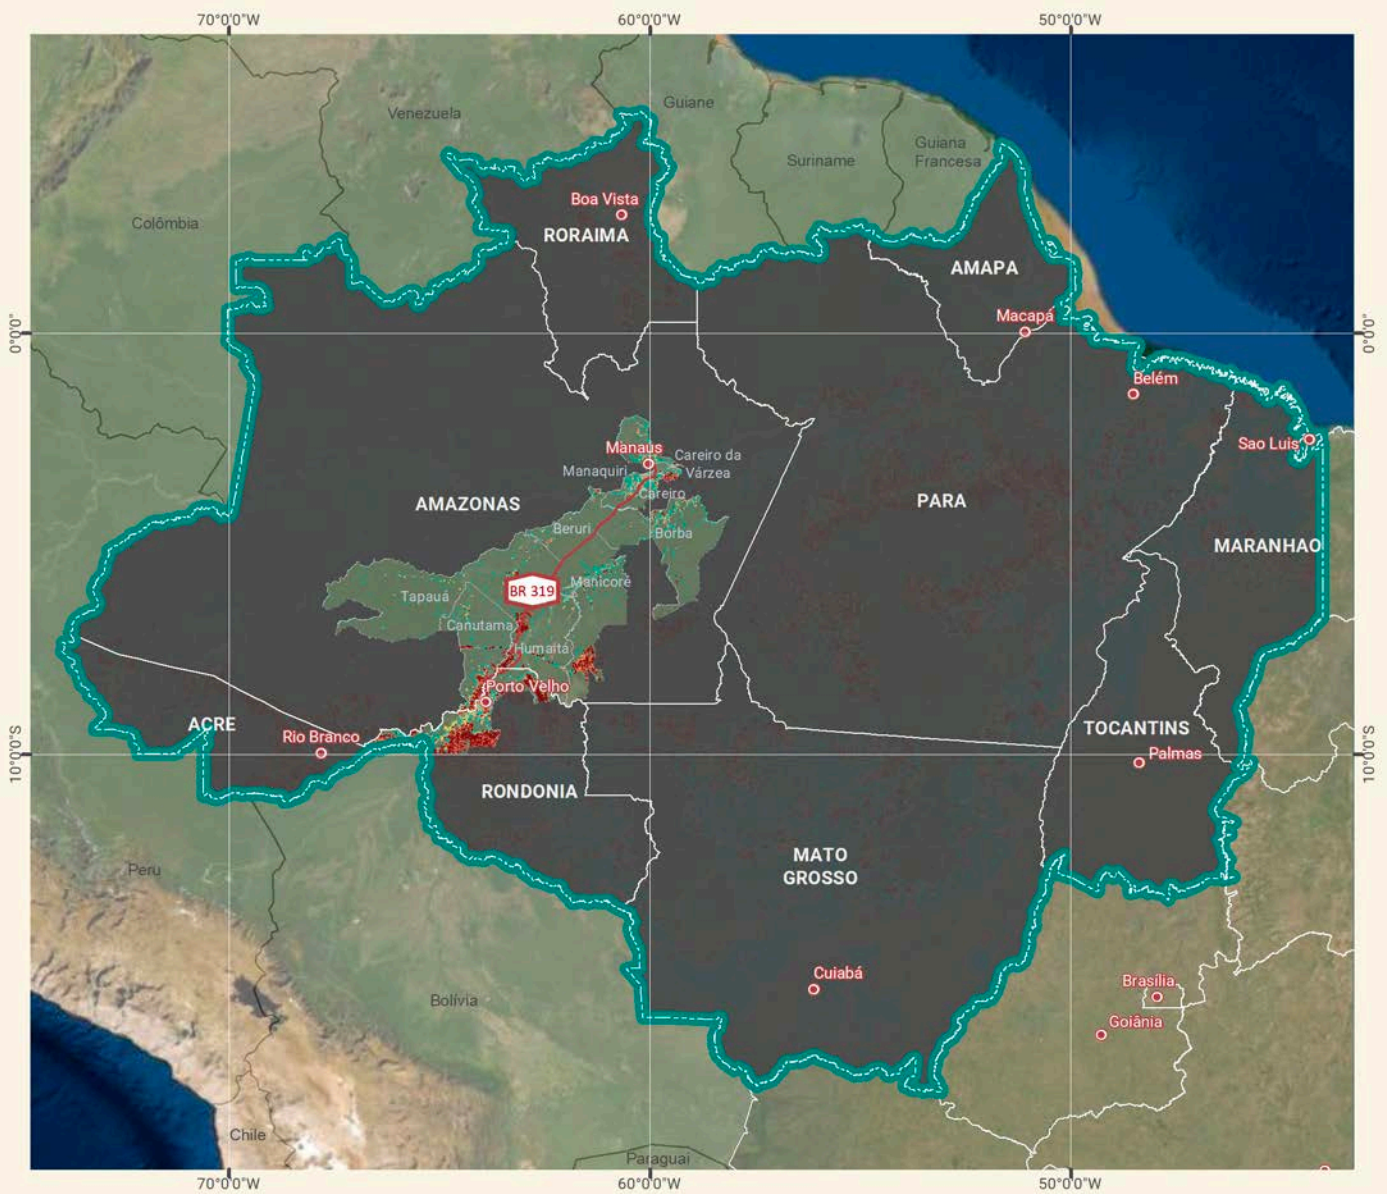 70°0'0"W
60°0'0"W
50°0'0"W
Venezuela
Guiane
Suriname
Guiana
Francesa
Colômbia
Boa Vista
RORAIMA
AMAPA
Macapá
0°0'0"
0°0'0"
Belém
Sao Luis
Manaus
Careiro da
Várzea
Manaquiri
Careiro
AMAZONAS
PARA
Beruri
Borba
MARANHAO
BR 319
Manicoré
Tapauá
Canutama
Humaitá
Porto Velho
ACRE
Rio Branco
TOCANTINS
Palmas
10°0'0"S
10°0'0"S
RONDONIA
MATO
GROSSO
Peru
Cuiabá
Brasília
Bolívia
Goiânia
Chile
Paraguai
70°0'0"W
60°0'0"W
50°0'0"W